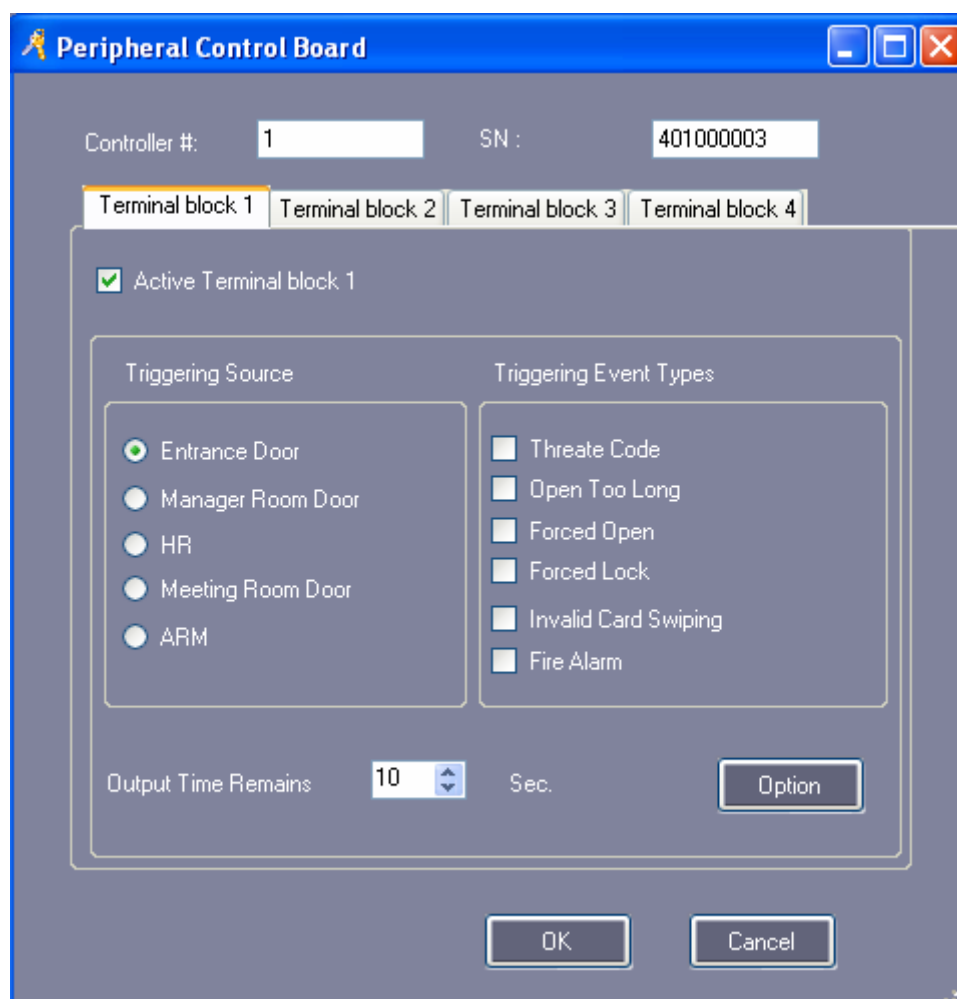 Peripheral Control Board
Controller #: 1 SN : 401000003
Terminal block 1 Terminal block 2 Terminal block 3 Terminal block 4
Active Terminal block 1
Triggering Source Triggering Event Types
Entrance Door Threate Code
Manager Room Door Open Too Long
HR Forced Open
Meeting Room Door Forced Lock
ARM Invalid Card Swiping
Fire Alarm
Output Time Remains 10 Sec. Option
OK Cancel